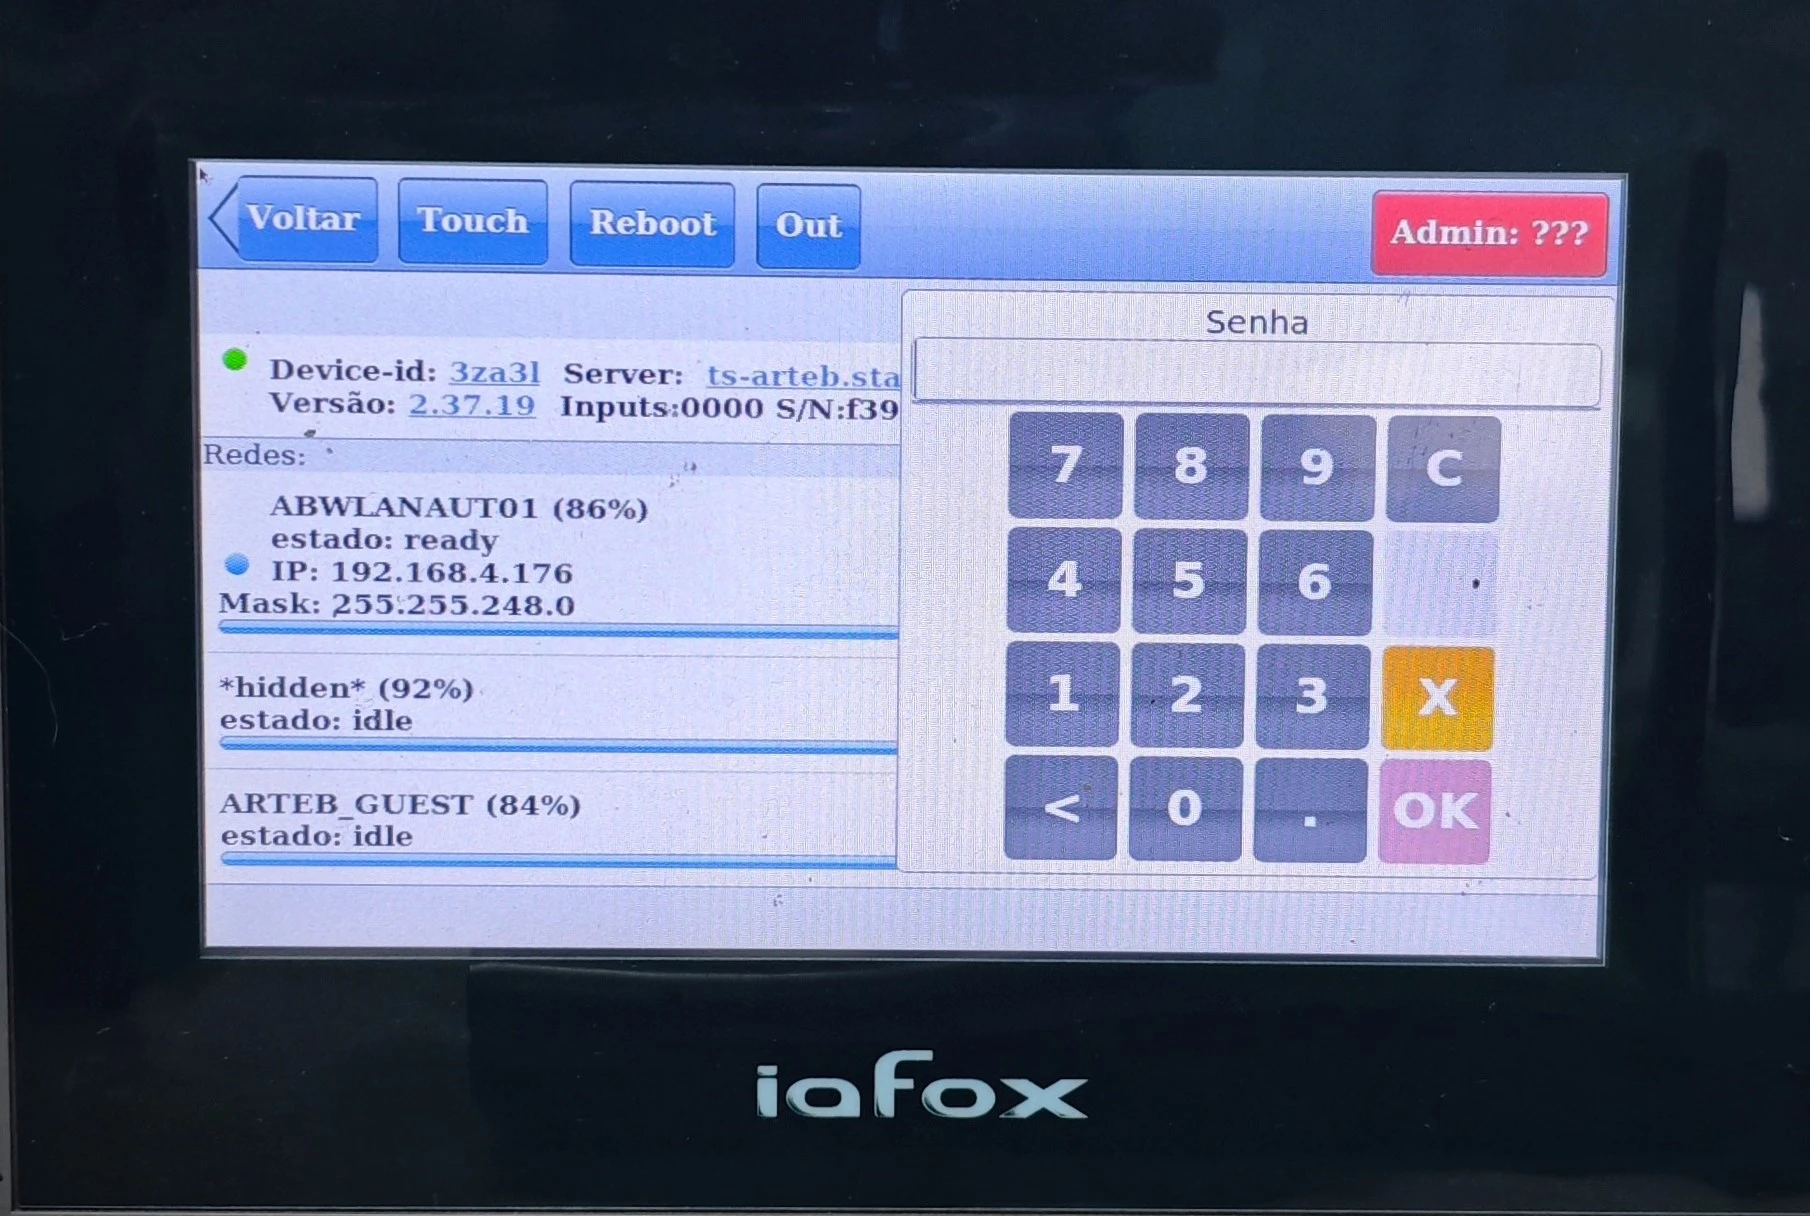 Voltar Touch Reboot Out Admin: ???
Device-id: 3za3l Server: ts-arteb.sta
Versão: 2.37.19 Inputs:0000 S/N:f39
Redes:
ABWLANAUT01 (86%)
estado: ready
IP: 192.168.4.176
Mask: 255.255.248.0
*hidden* (92%)
estado: idle
ARTEB_GUEST (84%)
estado: idle
Senha
7 8 9 C
4 5 6
1 2 3 X
< 0 . OK
iafox